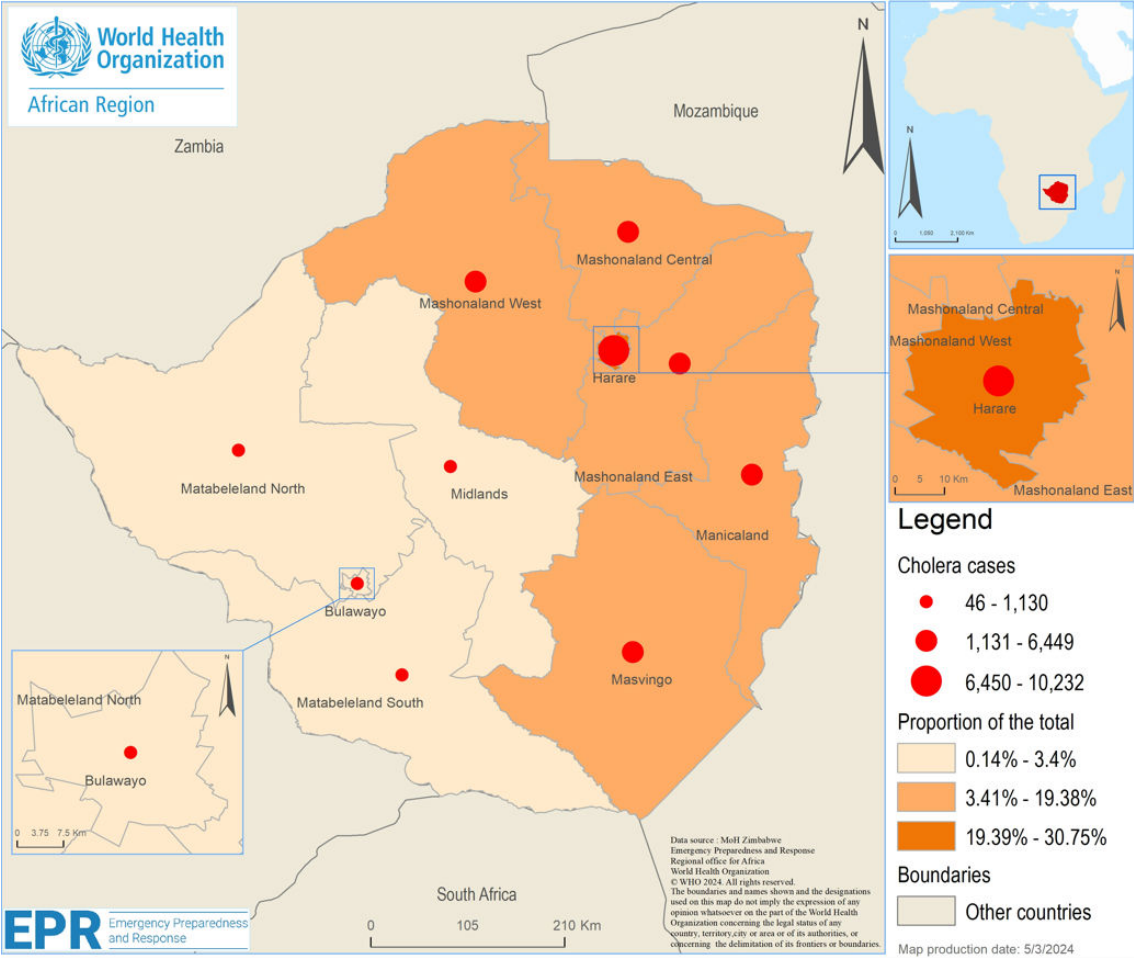 World Health
Organization
African Region
Zambia
Mozambique
N
Mashonaland Central
Mashonaland West
Harare
Mashonaland East
Matabeleland North
Midlands
Manicaland
Bulawayo
Matabeleland South
Masvingo
South Africa
0 105 210 Km
N
Matabeleland North
Bulawayo
0 3.75 7.5 Km
EPR
Emergency Preparedness
and Response
Data source : MoH Zimbabwe
Emergency Preparedness and Response
Regional office for Africa
World Health Organization
© WHO 2024. All rights reserved.
The boundaries and names shown and the designations
used on this map do not imply the expression of any
opinion whatsoever on the part of the World Health
Organization concerning the legal status of any
country, territory,city or area or of its authorities, or
concerning the delimitation of its frontiers or boundaries.
N
0 1,050 2,100 Km
N
Mashonaland Central
Mashonaland West
Harare
0 5 10 Km
Mashonaland East
Legend
Cholera cases
46 - 1,130
1,131 - 6,449
6,450 - 10,232
Proportion of the total
0.14% - 3.4%
3.41% - 19.38%
19.39% - 30.75%
Boundaries
Other countries
Map production date: 5/3/2024